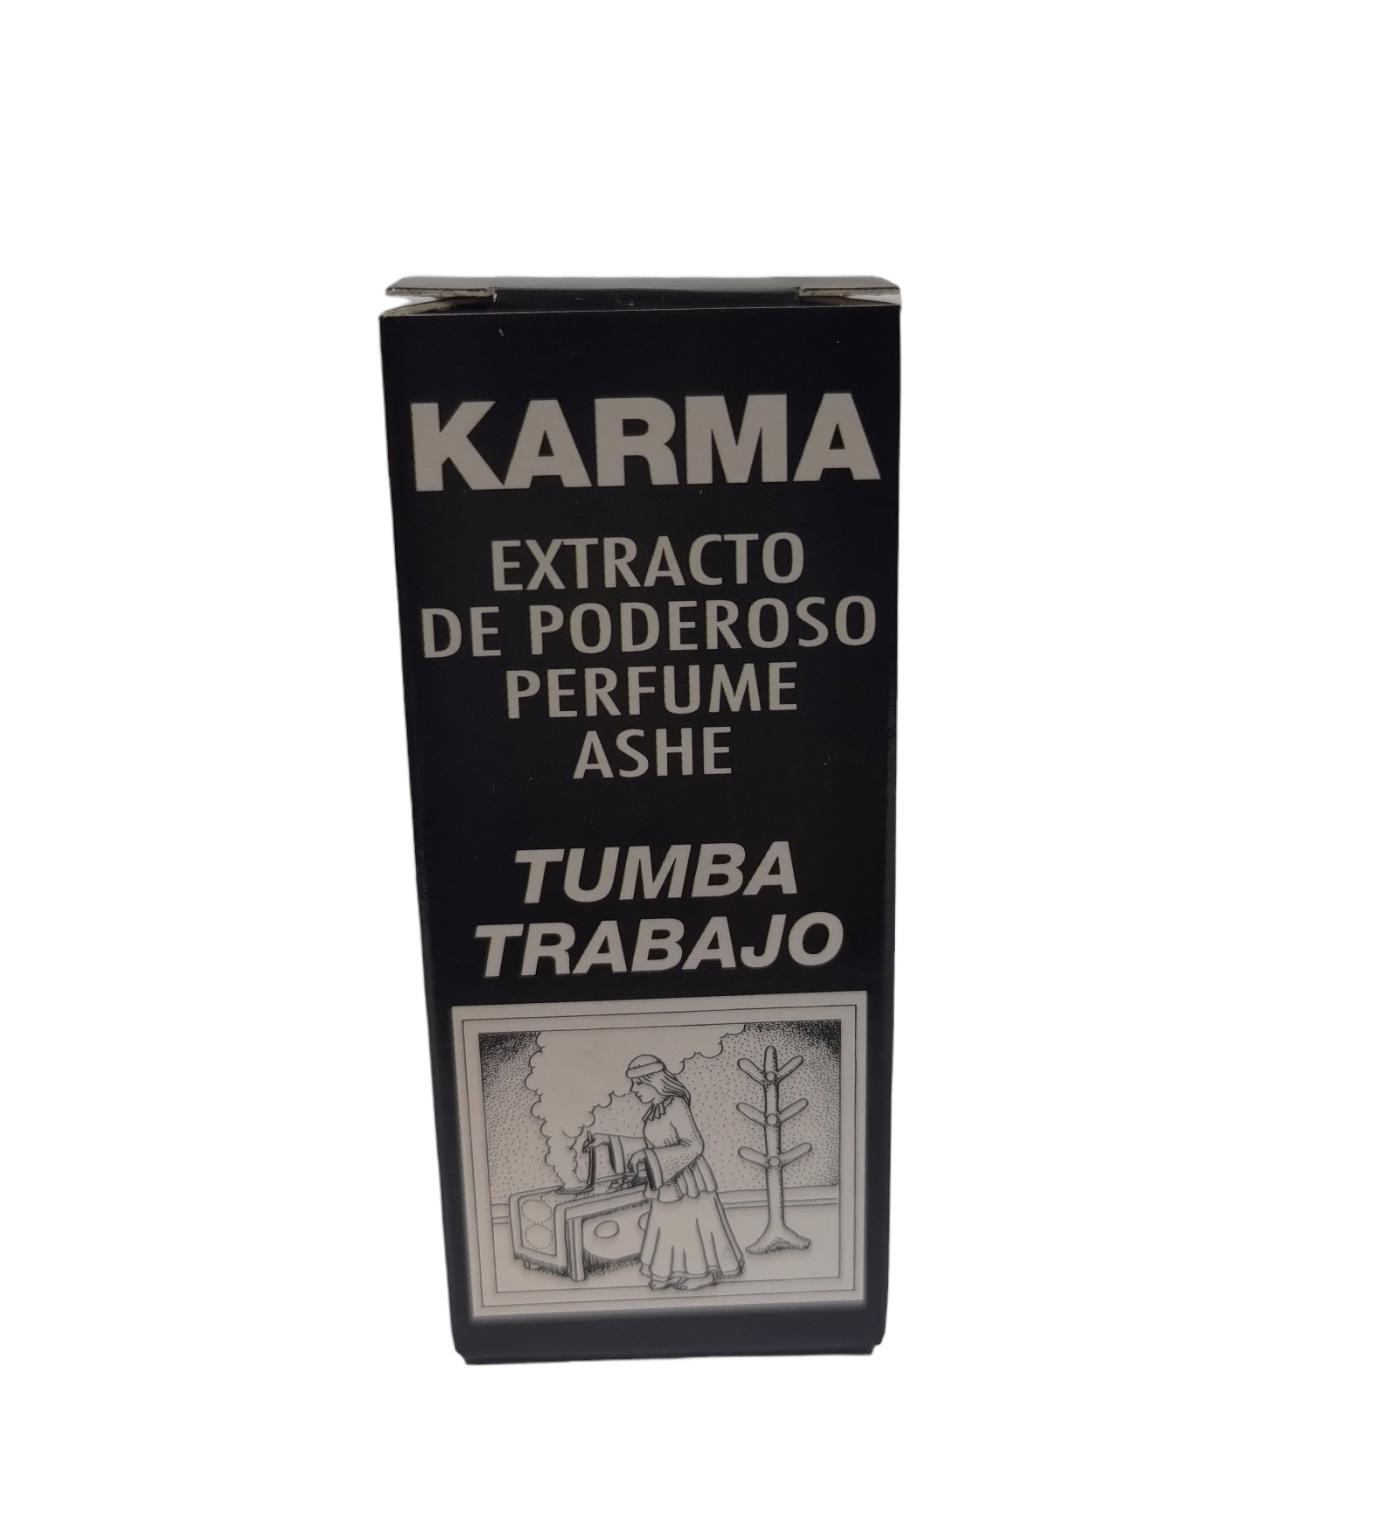 KARMA
EXTRACTO
DE PODEROSO
PERFUME
ASHE
TUMBA
TRABAJO